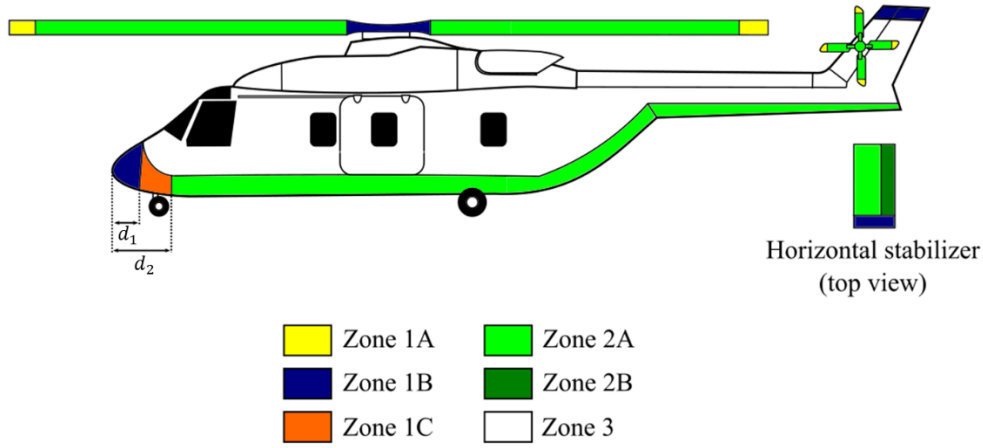 d₁
d₂
Horizontal stabilizer
(top view)
Zone 1A
Zone 2A
Zone 1B
Zone 2B
Zone 1C
Zone 3